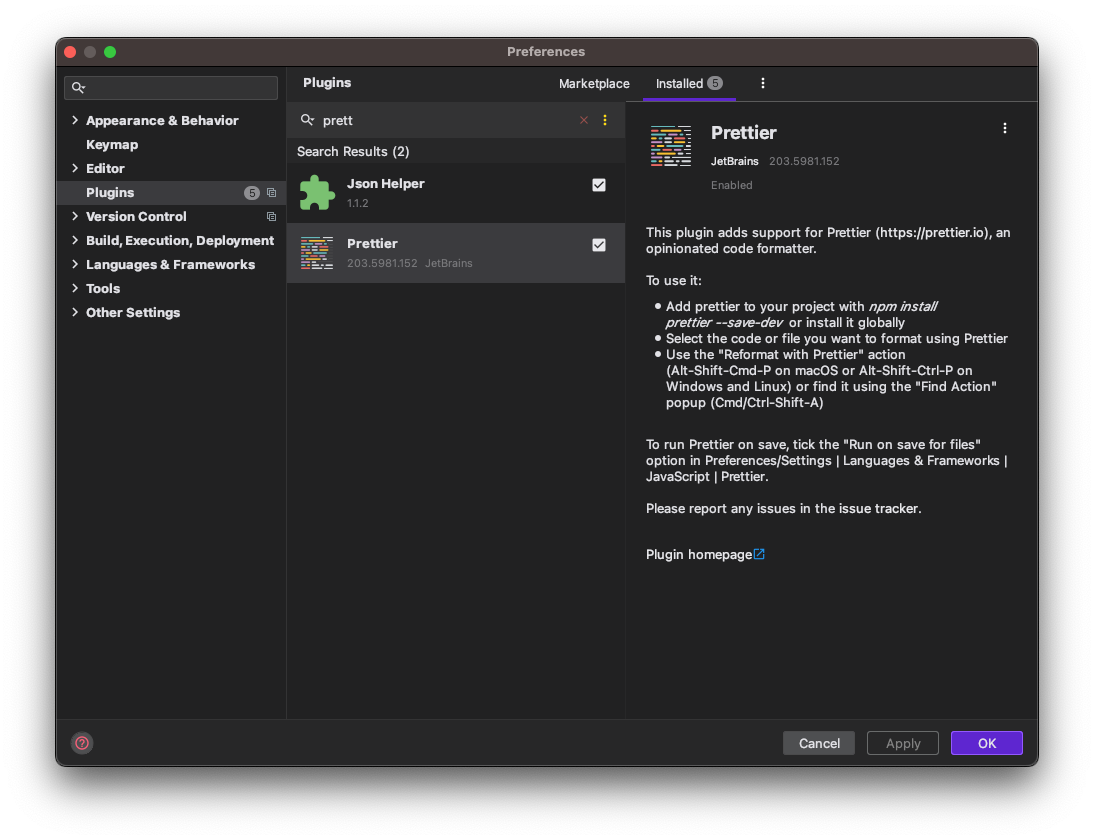 Preferences
Plugins
Marketplace
Installed 5
Appearance & Behavior
Keymap
Editor
Plugins 5
Version Control
Build, Execution, Deployment
Languages & Frameworks
Tools
Other Settings
prett
Search Results (2)
Json Helper
1.1.2
Prettier
203.5981.152 JetBrains
Prettier
JetBrains 203.5981.152
Enabled
This plugin adds support for Prettier (https://prettier.io), an
opinionated code formatter.
To use it:
Add prettier to your project with npm install
prettier --save-dev or install it globally
Select the code or file you want to format using Prettier
Use the "Reformat with Prettier" action
(Alt-Shift-Cmd-P on macOS or Alt-Shift-Ctrl-P on
Windows and Linux) or find it using the "Find Action"
popup (Cmd/Ctrl-Shift-A)
To run Prettier on save, tick the "Run on save for files"
option in Preferences/Settings | Languages & Frameworks |
JavaScript | Prettier.
Please report any issues in the issue tracker.
Plugin homepage
?
Cancel
Apply
OK